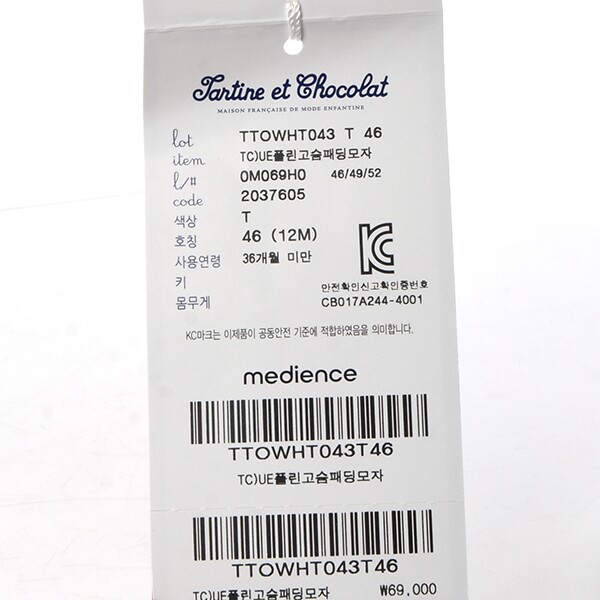 Tartine et Chocolat
MAISON FRANÇAISE DE MODE ENFANTINE
lot TTOWHT043 T 46
item TC)UE플린고슴패딩모자
l/# 0M069H0 46/49/52
code 2037605
색상 T
호칭 46 (12M)
사용연령 36개월 미만
키
몸무게
안전확인신고확인증번호
CB017A244-4001
KC마크는 이제품이 공동안전 기준에 적합하였음을 의미합니다.
medience
TTOWHT043T46
TC)UE플린고슴패딩모자
TTOWHT043T46
TC)UE플린고슴패딩모자 ₩69,000